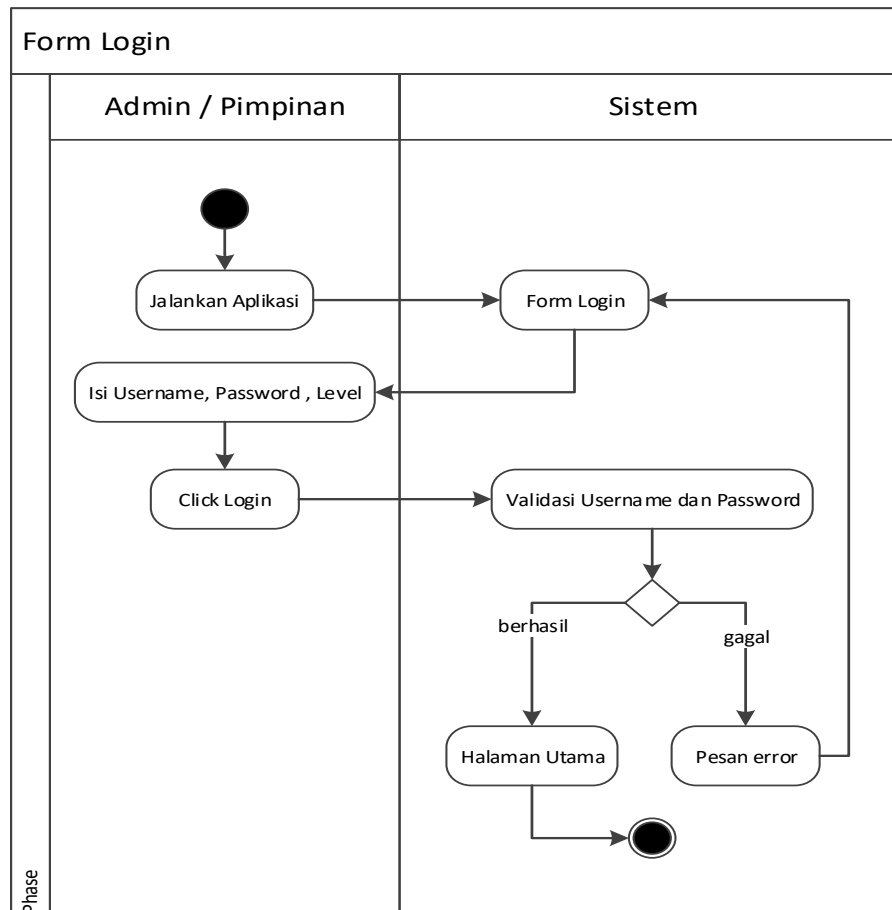 Form Login
Admin / Pimpinan
Sistem
Jalankan Aplikasi
Form Login
Isi Username, Password , Level
Click Login
Validasi Username dan Password
berhasil
gagal
Halaman Utama
Pesan error
Phase